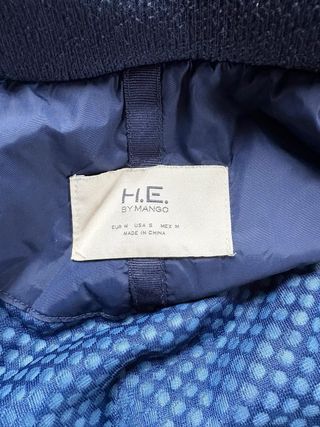 H.E.
BY MANGO
EUR M USA S MEX M
MADE IN CHINA